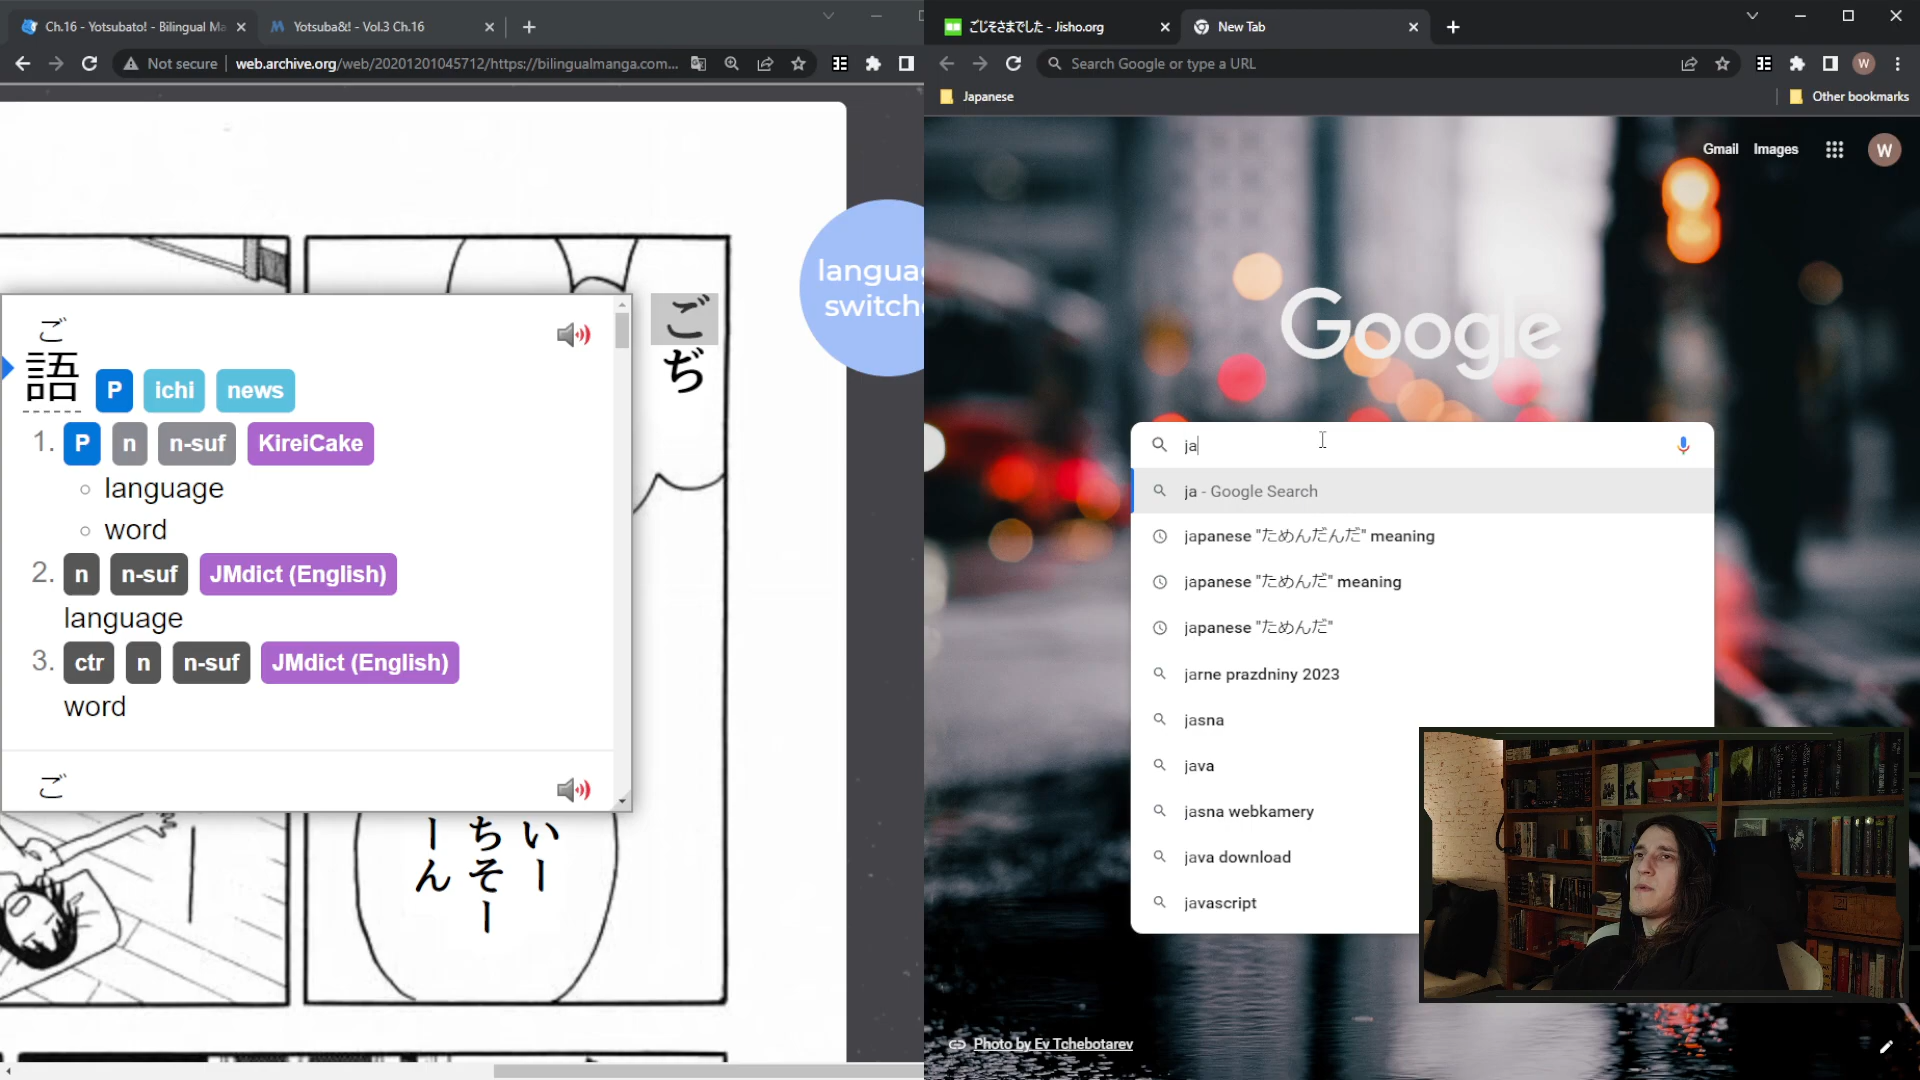 Ch.16 - Yotsubato! - Bilingual Ma
Yotsuba&! - Vol.3 Ch.16
Not secure
web.archive.org/web/20201201045712/https://bilingualmanga.com...
langua
switch
ご
語
P
ichi
news
1.
P
n
n-suf
KireiCake
language
word
2.
n
n-suf
JMdict (English)
language
3.
ctr
n
n-suf
JMdict (English)
word
ご
ごぢ
いー
ちそー
ーん
ごじそさまでした - Jisho.org
New Tab
Search Google or type a URL
W
Japanese
Other bookmarks
Gmail
Images
W
Google
ja
ja - Google Search
japanese "ためんだんだ" meaning
japanese "ためんだ" meaning
japanese "ためんだ"
jarne prazdniny 2023
jasna
java
jasna webkamery
java download
javascript
Photo by Ev Tchebotarev